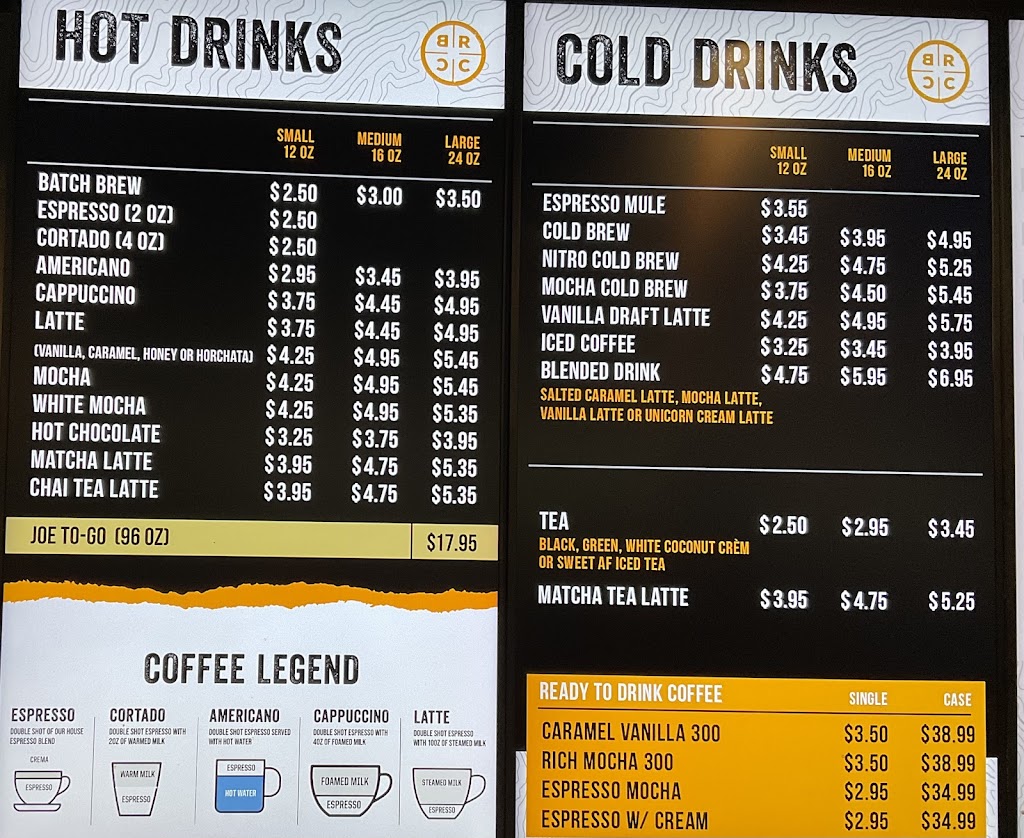 HOT DRINKS
BR
CC
SMALL 12 OZ MEDIUM 16 OZ LARGE 24 OZ
BATCH BREW $2.50 $3.00 $3.50
ESPRESSO (2 OZ) $2.50
CORTADO (4 OZ) $2.50
AMERICANO $2.95 $3.45 $3.95
CAPPUCCINO $3.75 $4.45 $4.95
LATTE $3.75 $4.45 $4.95
(VANILLA, CARAMEL, HONEY OR HORCHATA) $4.25 $4.95 $5.45
MOCHA $4.25 $4.95 $5.45
WHITE MOCHA $4.25 $4.95 $5.35
HOT CHOCOLATE $3.25 $3.75 $3.95
MATCHA LATTE $3.95 $4.75 $5.35
CHAI TEA LATTE $3.95 $4.75 $5.35
JOE TO-GO (96 OZ) $17.95
COFFEE LEGEND
ESPRESSO
DOUBLE SHOT OF OUR HOUSE
ESPRESSO BLEND
CREMA
ESPRESSO
CORTADO
DOUBLE SHOT ESPRESSO WITH
2OZ OF WARMED MILK
WARM MILK
ESPRESSO
AMERICANO
DOUBLE SHOT ESPRESSO SERVED
WITH HOT WATER
ESPRESSO
HOT WATER
CAPPUCCINO
DOUBLE SHOT ESPRESSO WITH
4OZ OF FOAMED MILK
FOAMED MILK
ESPRESSO
LATTE
DOUBLE SHOT ESPRESSO
WITH 10OZ OF STEAMED MILK
STEAMED MILK
ESPRESSO
COLD DRINKS
BR
CC
SMALL 12 OZ MEDIUM 16 OZ LARGE 24 OZ
ESPRESSO MULE $3.55
COLD BREW $3.45 $3.95 $4.95
NITRO COLD BREW $4.25 $4.75 $5.25
MOCHA COLD BREW $3.75 $4.50 $5.45
VANILLA DRAFT LATTE $4.25 $4.95 $5.75
ICED COFFEE $3.25 $3.45 $3.95
BLENDED DRINK $4.75 $5.95 $6.95
SALTED CARAMEL LATTE, MOCHA LATTE,
VANILLA LATTE OR UNICORN CREAM LATTE
TEA $2.50 $2.95 $3.45
BLACK, GREEN, WHITE COCONUT CRÈM
OR SWEET AF ICED TEA
MATCHA TEA LATTE $3.95 $4.75 $5.25
READY TO DRINK COFFEE SINGLE CASE
CARAMEL VANILLA 300 $3.50 $38.99
RICH MOCHA 300 $3.50 $38.99
ESPRESSO MOCHA $2.95 $34.99
ESPRESSO W/ CREAM $2.95 $34.99